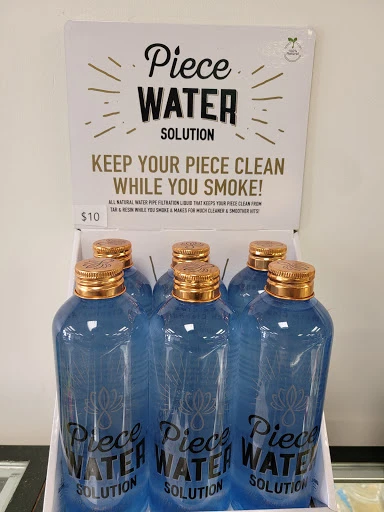 Piece
WATER
SOLUTION
KEEP YOUR PIECE CLEAN
WHILE YOU SMOKE!
ALL NATURAL WATER PIPE FILTRATION LIQUID THAT KEEPS YOUR PIECE CLEAN FROM
TAR & RESIN WHILE YOU SMOKE & MAKES FOR MUCH CLEANER & SMOOTHER HITS!
$10
Piece
WATER
SOLUTION
Piece
WATER
SOLUTION
Piece
WATER
SOLUTION